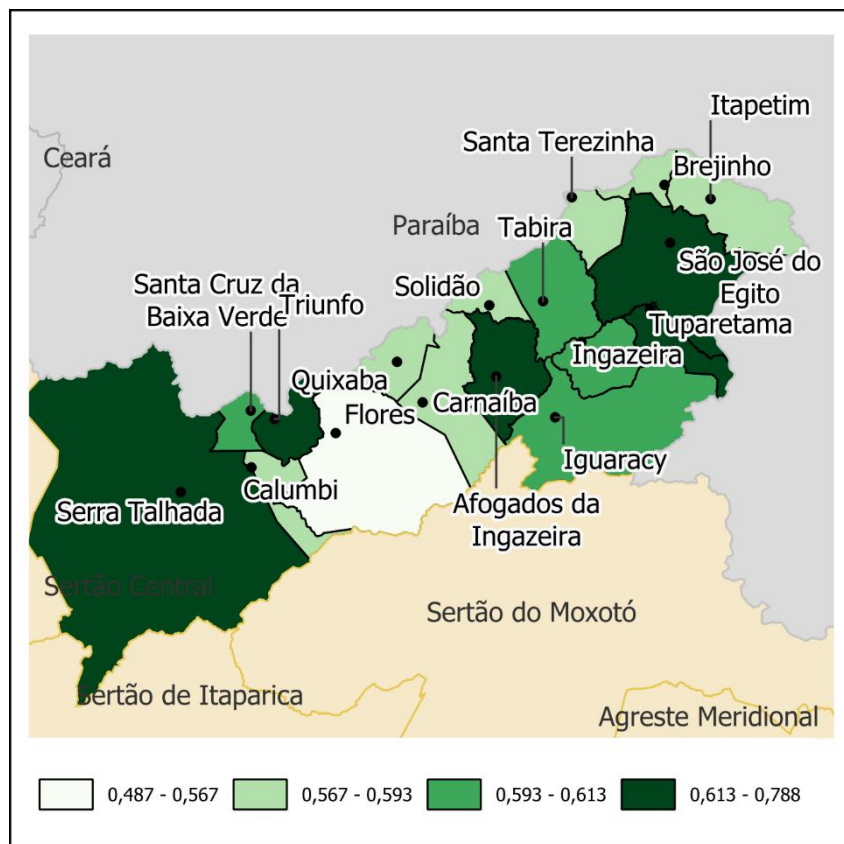 Itapetim
Santa Terezinha
Brejinho
Ceará
Paraíba
Tabira
São José do
Egito
Santa Cruz da
Baixa Verde
Triunfo
Solidão
Tuparetama
Ingazeira
Quixaba
Flores
Carnaíba
Iguaracy
Calumbi
Serra Talhada
Afogados da
Ingazeira
Sertão Central
Sertão do Moxotó
Sertão de Itaparica
Agreste Meridional
0,487 - 0,567
0,567 - 0,593
0,593 - 0,613
0,613 - 0,788